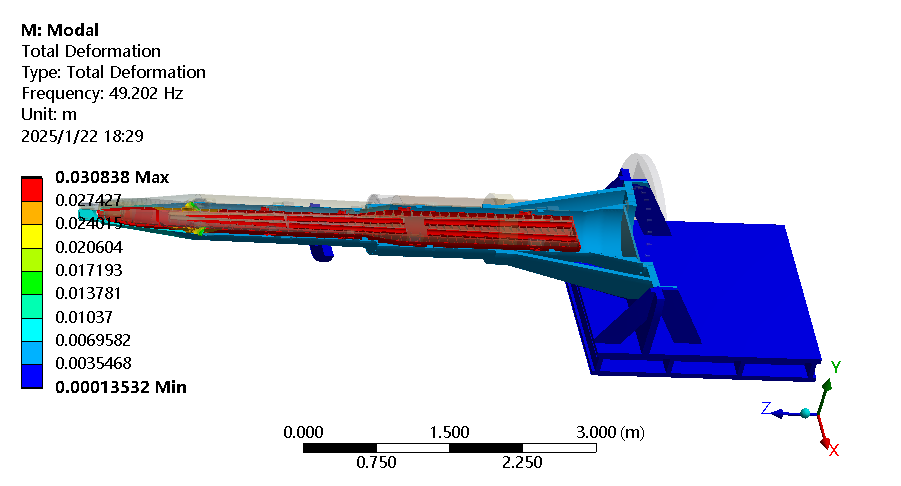 M: Modal
Total Deformation
Type: Total Deformation
Frequency: 49.202 Hz
Unit: m
2025/1/22 18:29
0.030838 Max
0.027427
0.024015
0.020604
0.017193
0.013781
0.01037
0.0069582
0.0035468
0.00013532 Min
0.000 1.500 3.000 (m)
0.750 2.250
Y
Z
X